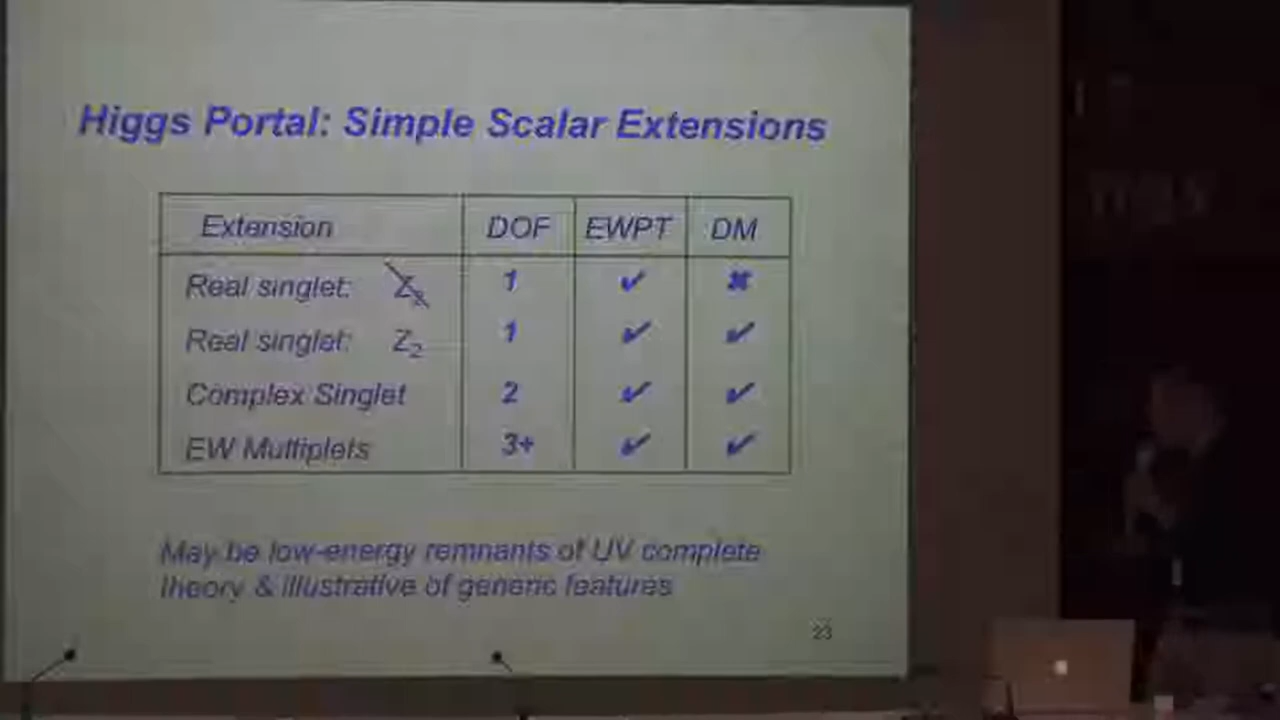 Higgs Portal: Simple Scalar Extensions
Extension DOF EWPT DM
Real singlet: Z2 1 ✔ ✖
Real singlet: Z2 1 ✔ ✔
Complex Singlet 2 ✔ ✔
EW Multiplets 3+ ✔ ✔
May be low-energy remnants of UV complete
theory & illustrative of generic features
23